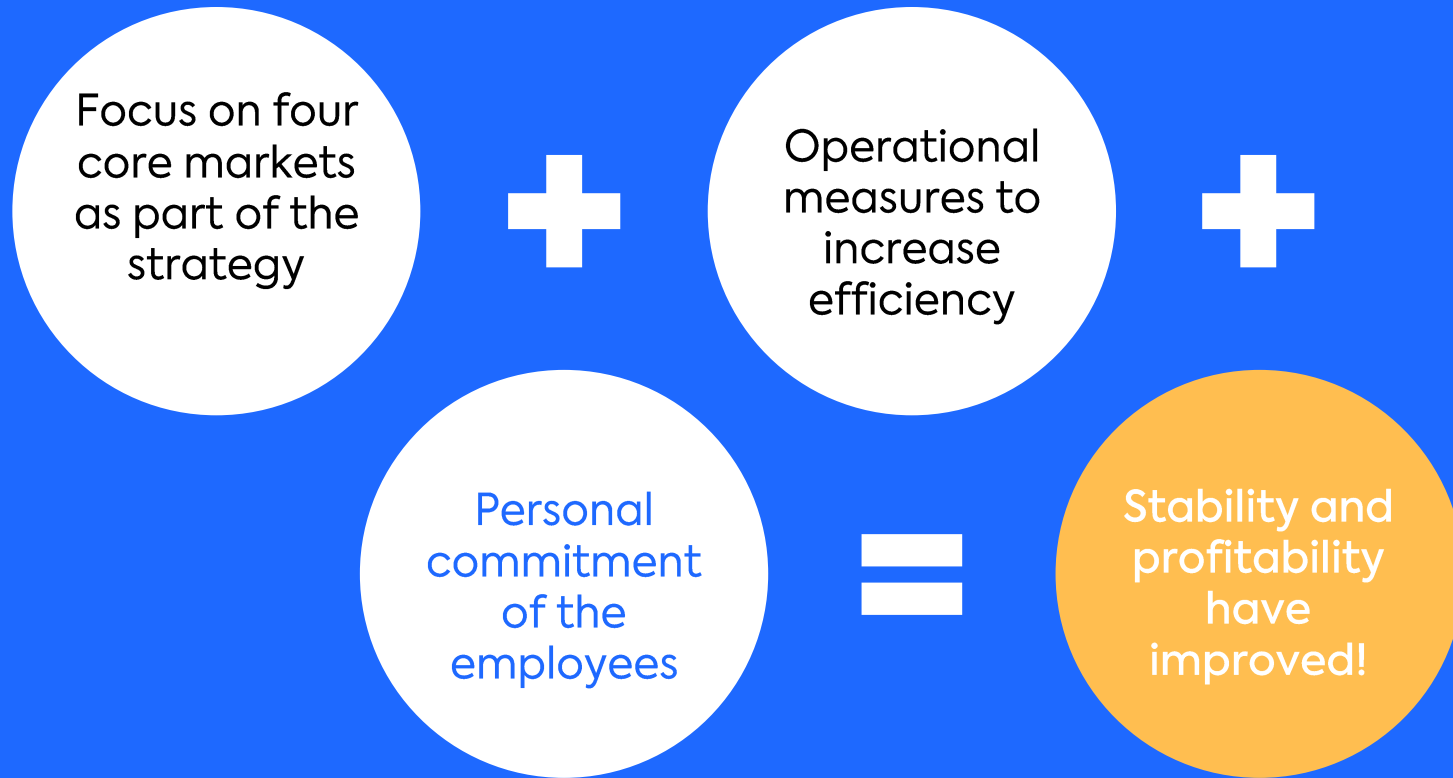 Focus on four
core markets
as part of the
strategy
+
Operational
measures to
increase
efficiency
+
Personal
commitment
of the
employees
=
Stability and
profitability
have
improved!